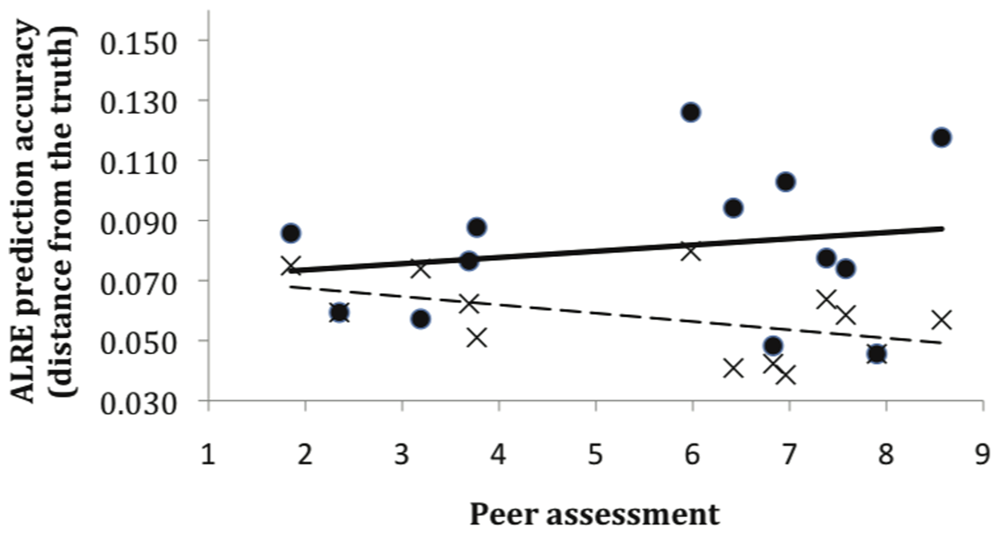 ALRE prediction accuracy
(distance from the truth)
0.150
0.130
0.110
0.090
0.070
0.050
0.030
1 2 3 4 5 6 7 8 9
Peer assessment